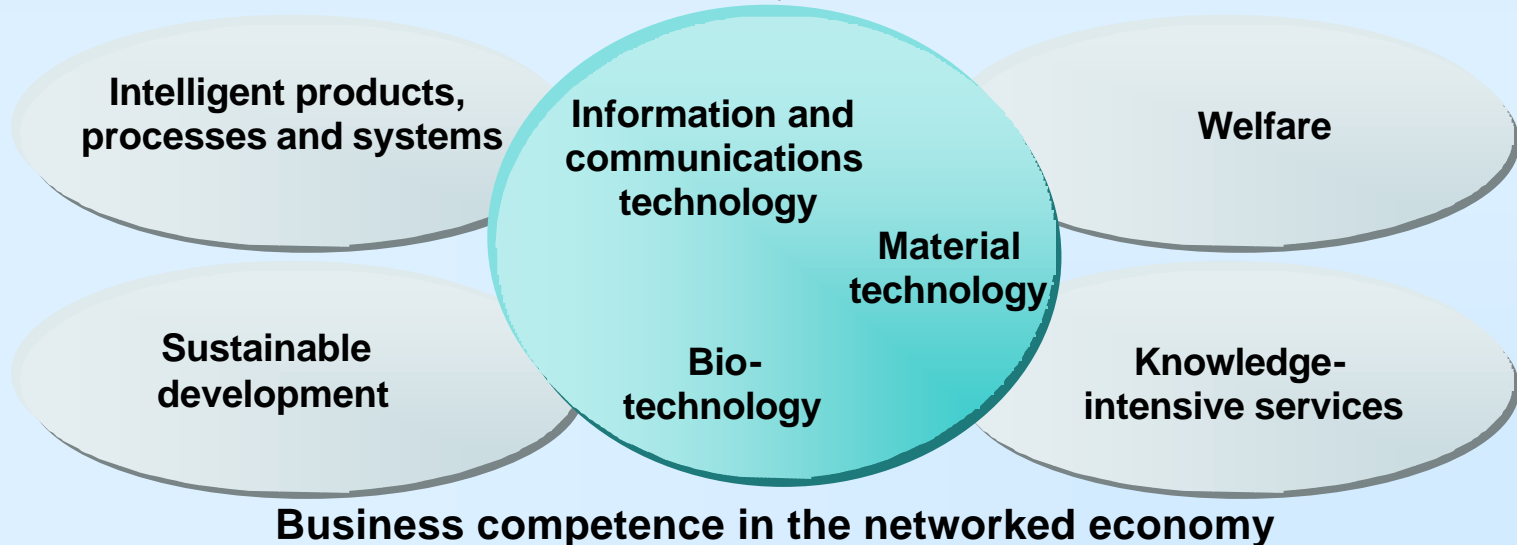 Intelligent products,
processes and systems
Information and
communications
technology
Welfare
Material
technology
Sustainable
development
Bio-
technology
Knowledge-
intensive services
Business competence in the networked economy